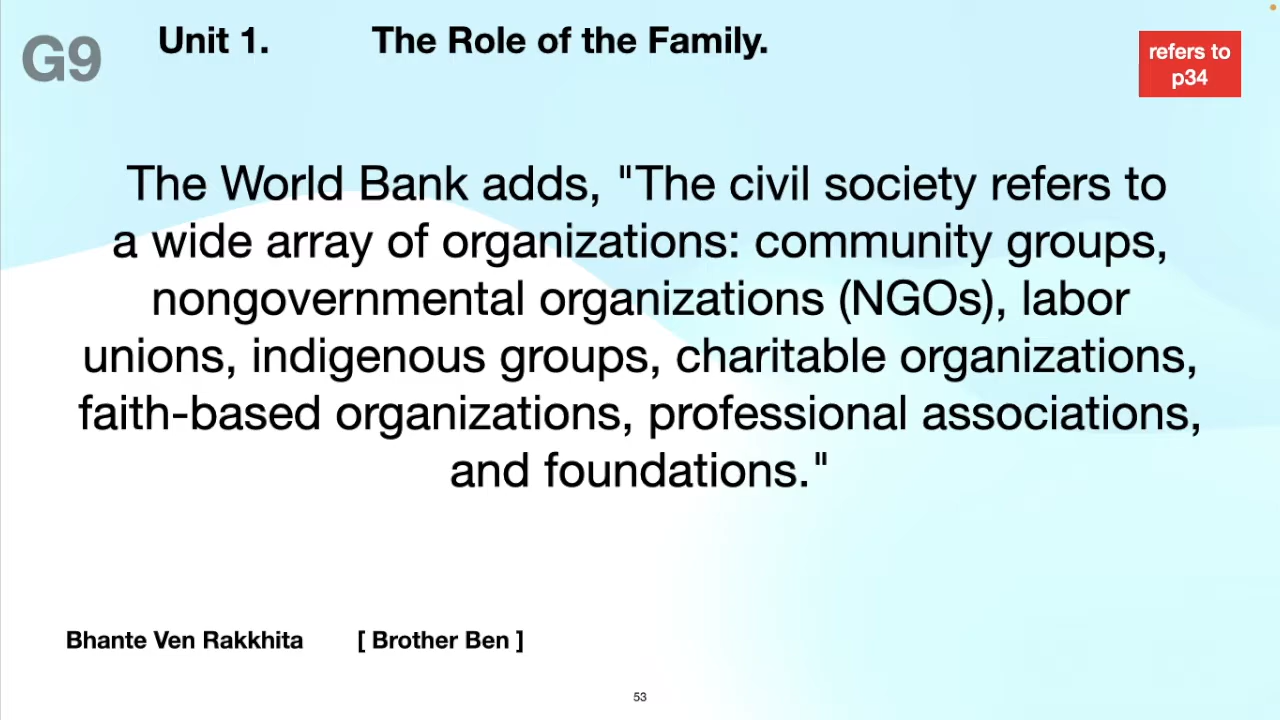 G9
Unit 1. The Role of the Family.
refers to
p34
The World Bank adds, "The civil society refers to
a wide array of organizations: community groups,
nongovernmental organizations (NGOs), labor
unions, indigenous groups, charitable organizations,
faith-based organizations, professional associations,
and foundations."
Bhante Ven Rakkhita [ Brother Ben ]
53